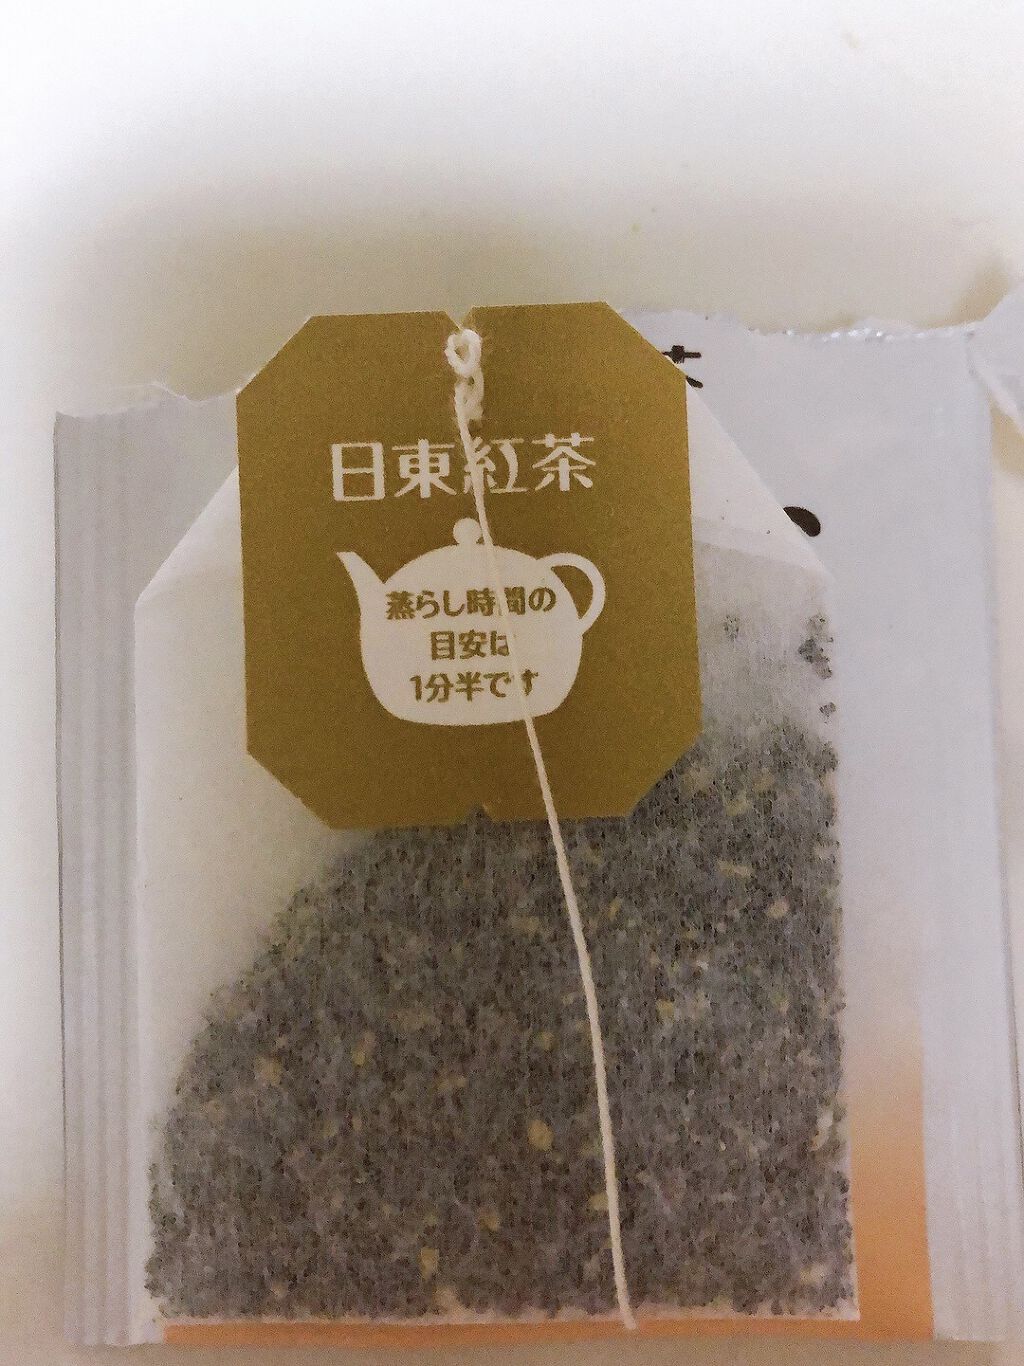 日東紅茶
蒸らし時間の
目安は
1分半です